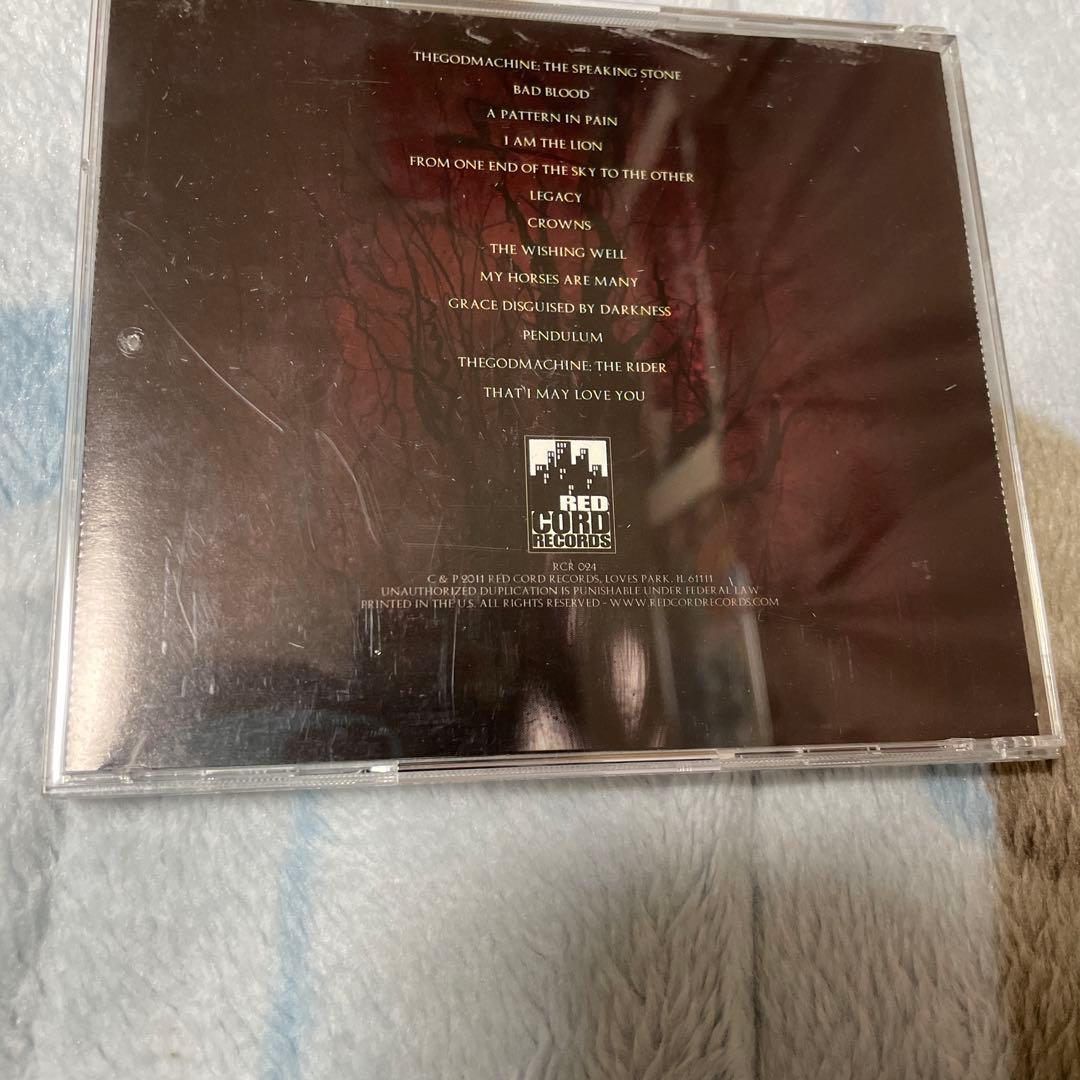 THEGODMACHINE: THE SPEAKING STONE
BAD BLOOD
A PATTERN IN PAIN
I AM THE LION
FROM ONE END OF THE SKY TO THE OTHER
LEGACY
CROWNS
THE WISHING WELL
MY HORSES ARE MANY
GRACE DISGUISED BY DARKNESS
PENDULUM
THEGODMACHINE: THE RIDER
THAT I MAY LOVE YOU
RED
CORD
RECORDS
RCR 024
C & P 2011 RED CORD RECORDS, LOVES PARK, IL 61111
UNAUTHORIZED DUPLICATION IS PUNISHABLE UNDER FEDERAL LAW
PRINTED IN THE U.S. ALL RIGHTS RESERVED - WWW.REDCORDRECORDS.COM